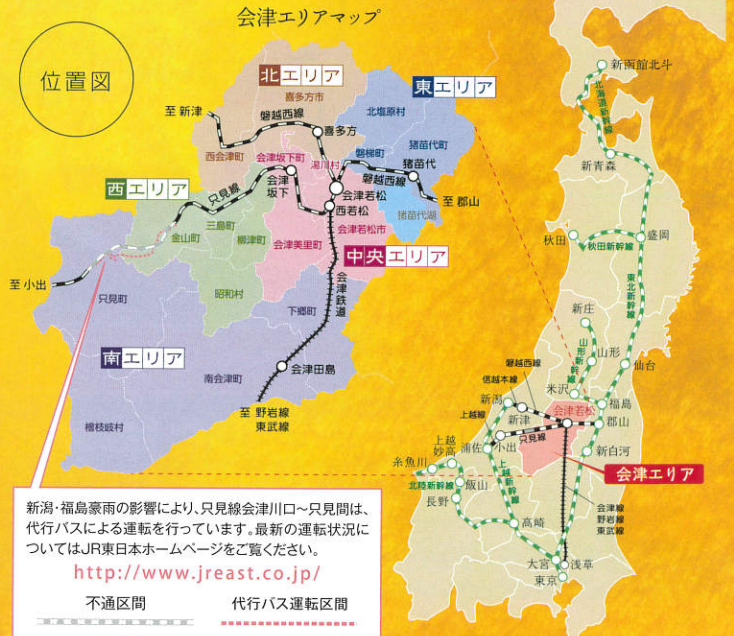 会津エリアマップ
位置図
北エリア
喜多方市
東エリア
北塩原村
至 新津
磐越西線
喜多方
西会津町
会津坂下町
湯川村
磐梯町
猪苗代町
猪苗代
会津
坂下
会津若松
磐越西線
西エリア
只見線
西若松
至 郡山
猪苗代湖
三島町
金山町
柳津町
会津美里町
会津若松市
中央エリア
至 小出
只見町
昭和村
会津鉄道
下郷町
南エリア
南会津町
会津田島
檜枝岐村
至 野岩線
東武線
新函館北斗
北海道新幹線
新青森
秋田
秋田新幹線
盛岡
東北新幹線
新庄
山形新幹線
山形
仙台
磐越西線
信越本線
米沢
新潟
福島
上越線
新津
会津若松
郡山
只見線
浦佐
小出
新白河
上越
妙高
糸魚川
会津エリア
北陸新幹線
飯山
上越新幹線
長野
会津線
野岩線
東武線
高崎
大宮
浅草
東京
新潟・福島豪雨の影響により、只見線会津川口〜只見間は、
代行バスによる運転を行っています。最新の運転状況に
ついてはJR東日本ホームページをご覧ください。
http://www.jreast.co.jp/
不通区間
代行バス運転区間